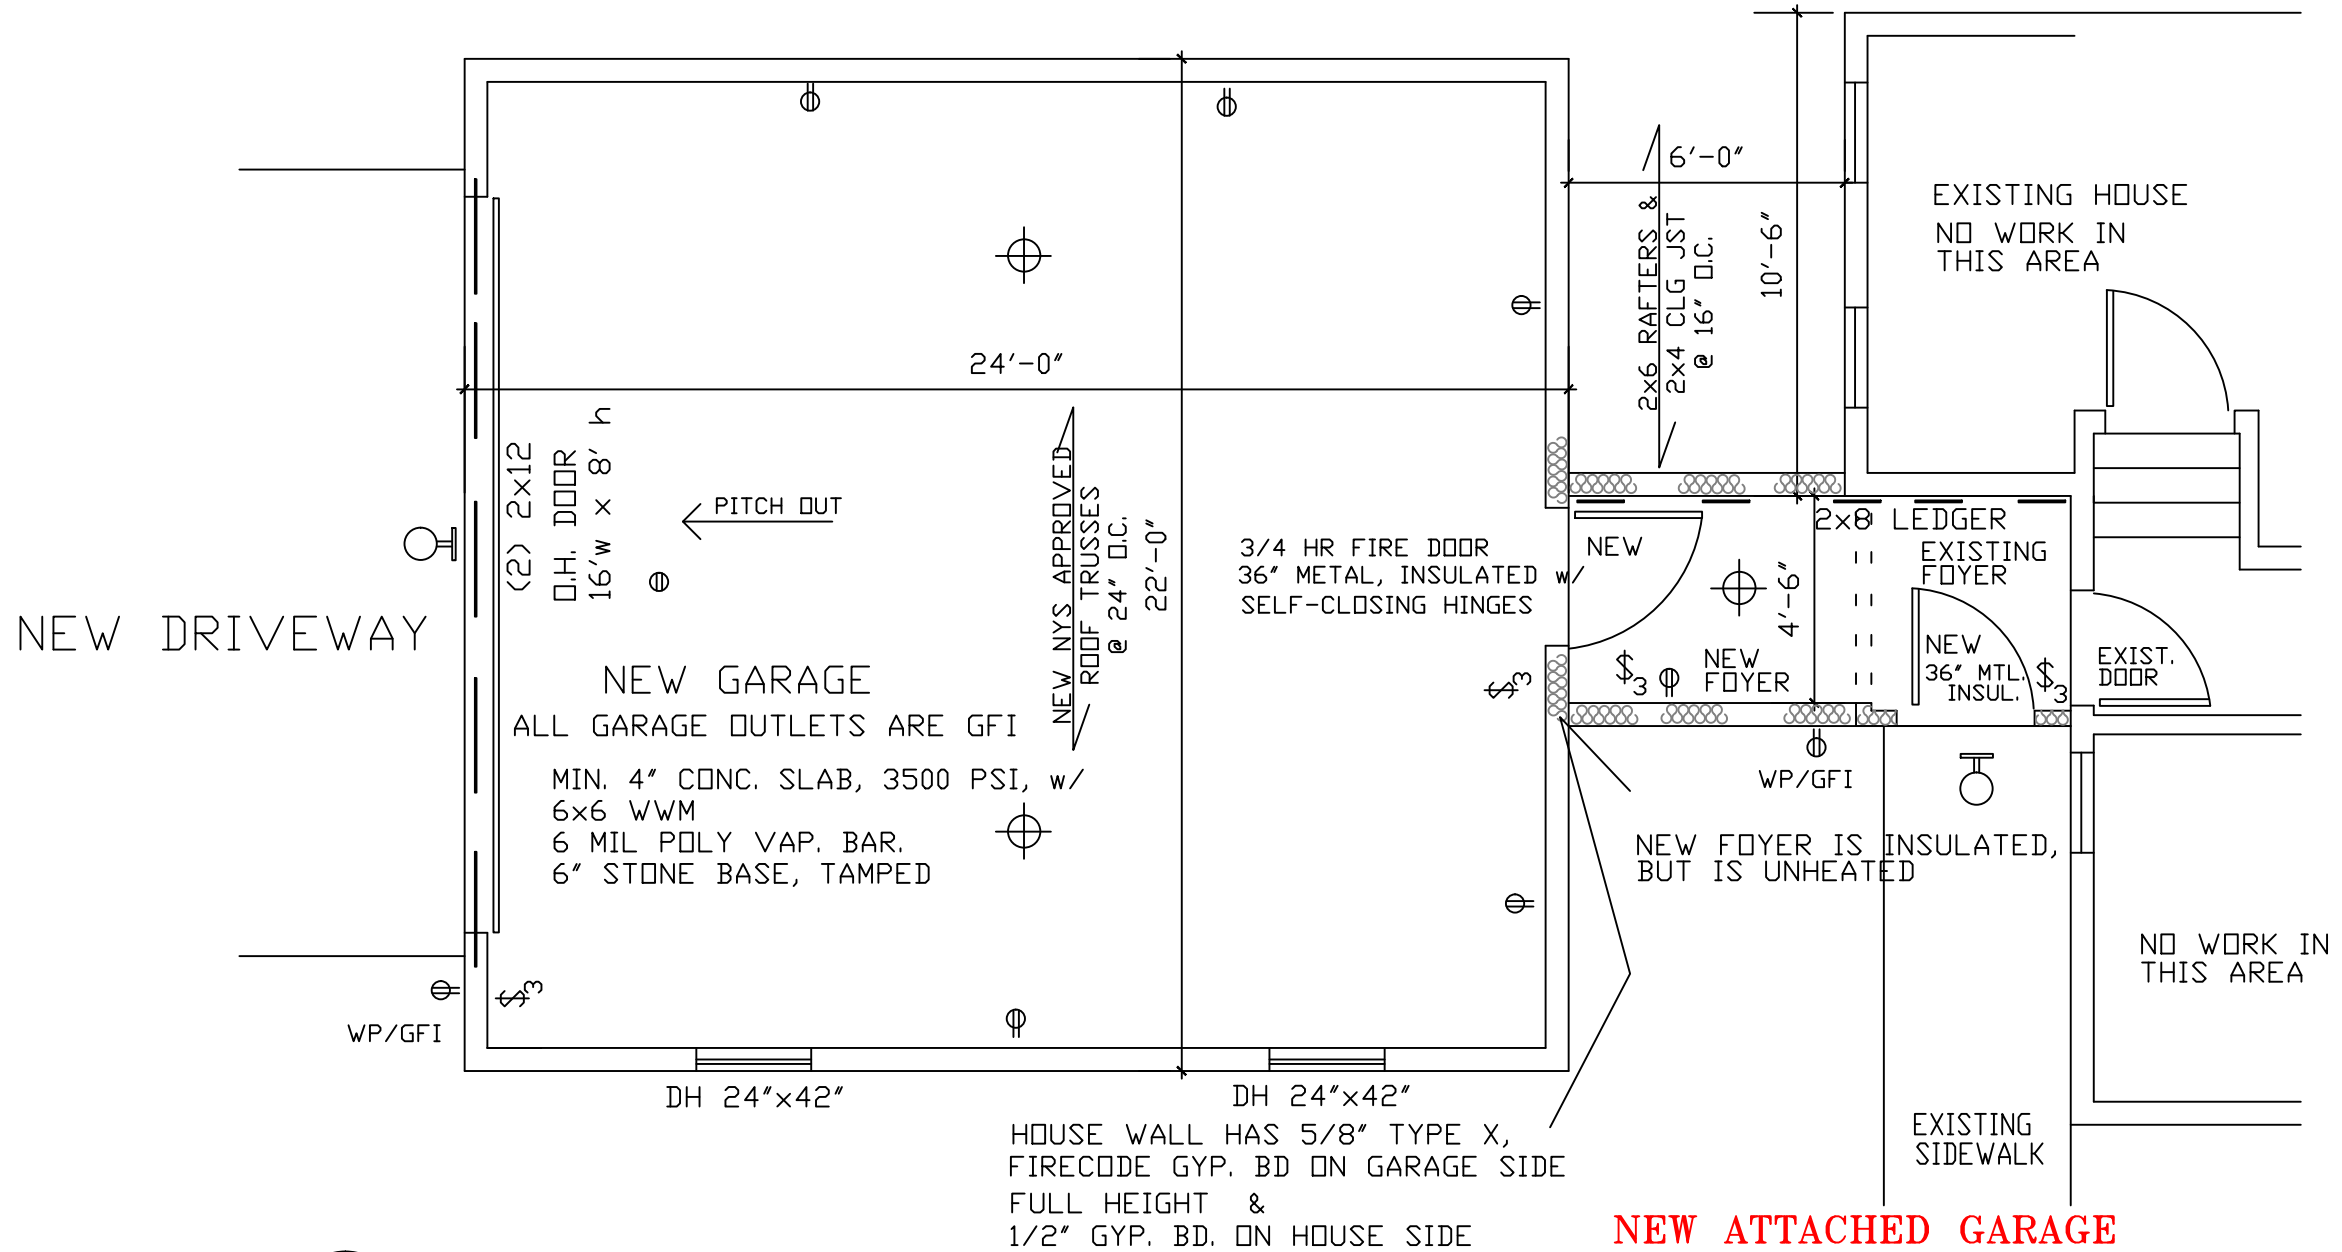 6'-0"
2x6 RAFTERS &
2x4 CLG JST
@ 16" O.C.
10'-6"
EXISTING HOUSE
NO WORK IN
THIS AREA
24'-0"
(2) 2x12
O.H. DOOR
16'w x 8' h
PITCH OUT
NEW NYS APPROVED
ROOF TRUSSES
@ 24" O.C.
22'-0"
3/4 HR FIRE DOOR
36" METAL, INSULATED w/
SELF-CLOSING HINGES
NEW
2x8 LEDGER
EXISTING
FOYER
4'-6"
NEW DRIVEWAY
NEW
36" MTL.
INSUL.
$3
EXIST.
DOOR
NEW
FOYER
$3
$3
NEW GARAGE
ALL GARAGE OUTLETS ARE GFI
MIN. 4" CONC. SLAB, 3500 PSI, w/
6x6 WWM
6 MIL POLY VAP. BAR.
6" STONE BASE, TAMPED
WP/GFI
NEW FOYER IS INSULATED,
BUT IS UNHEATED
NO WORK IN
THIS AREA
$3
WP/GFI
DH 24"x42"
DH 24"x42"
HOUSE WALL HAS 5/8" TYPE X,
FIRECODE GYP. BD ON GARAGE SIDE
FULL HEIGHT &
1/2" GYP. BD. ON HOUSE SIDE
EXISTING
SIDEWALK
NEW ATTACHED GARAGE